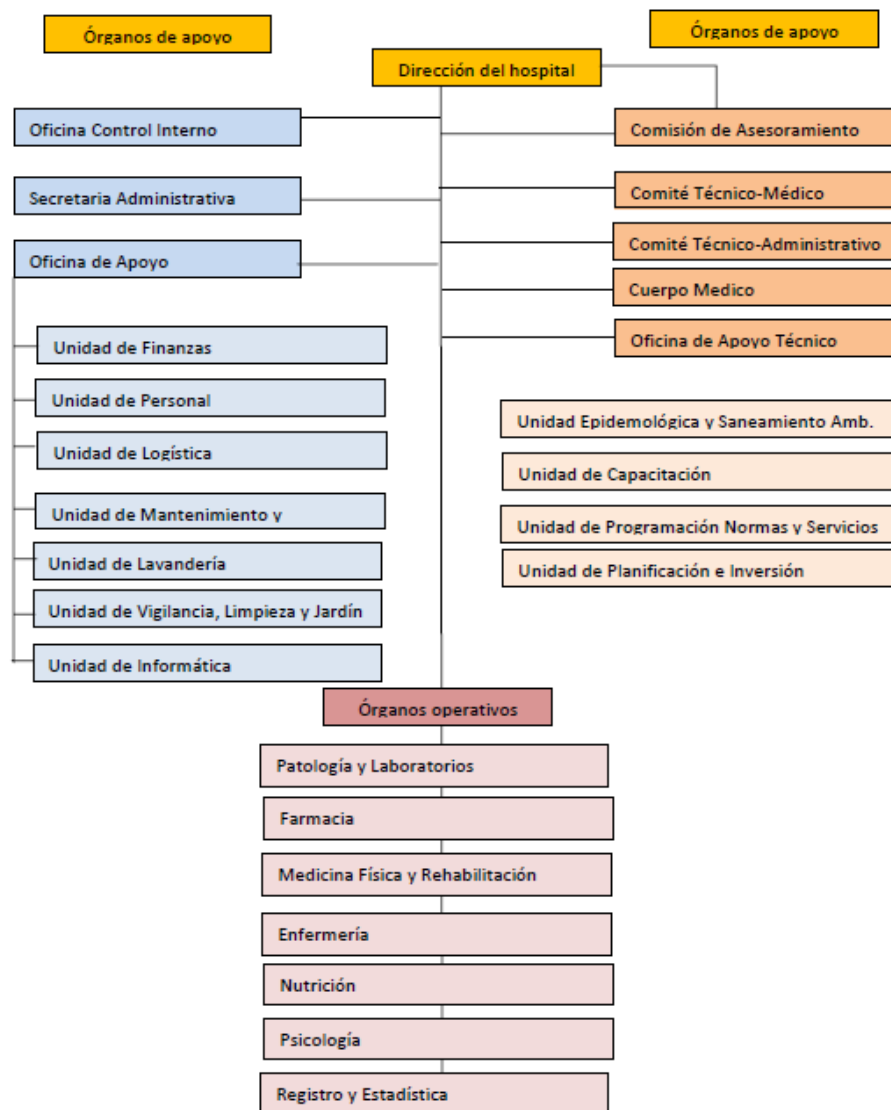 Órganos de apoyo
Órganos de apoyo
Dirección del hospital
Oficina Control Interno
Secretaria Administrativa
Oficina de Apoyo
Unidad de Finanzas
Unidad de Personal
Unidad de Logística
Unidad de Mantenimiento y
Unidad de Lavandería
Unidad de Vigilancia, Limpieza y Jardín
Unidad de Informática
Comisión de Asesoramiento
Comité Técnico-Médico
Comité Técnico-Administrativo
Cuerpo Medico
Oficina de Apoyo Técnico
Unidad Epidemológica y Saneamiento Amb.
Unidad de Capacitación
Unidad de Programación Normas y Servicios
Unidad de Planificación e Inversión
Órganos operativos
Patología y Laboratorios
Farmacia
Medicina Física y Rehabilitación
Enfermería
Nutrición
Psicología
Registro y Estadística